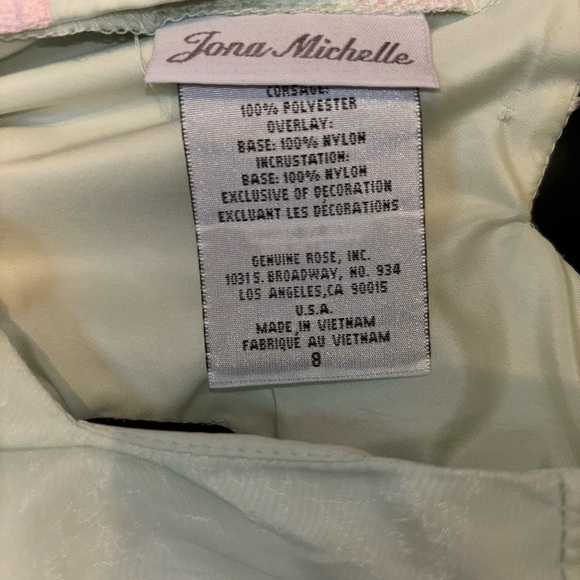 Jona Michelle
CORSAGE:
100% POLYESTER
OVERLAY:
BASE: 100% NYLON
INCRUSTATION:
BASE: 100% NYLON
EXCLUSIVE OF DECORATION
EXCLUANT LES DÉCORATIONS
GENUINE ROSE, INC.
1031 S. BROADWAY, NO. 934
LOS ANGELES,CA 90015
U.S.A.
MADE IN VIETNAM
FABRIQUÉ AU VIETNAM
8